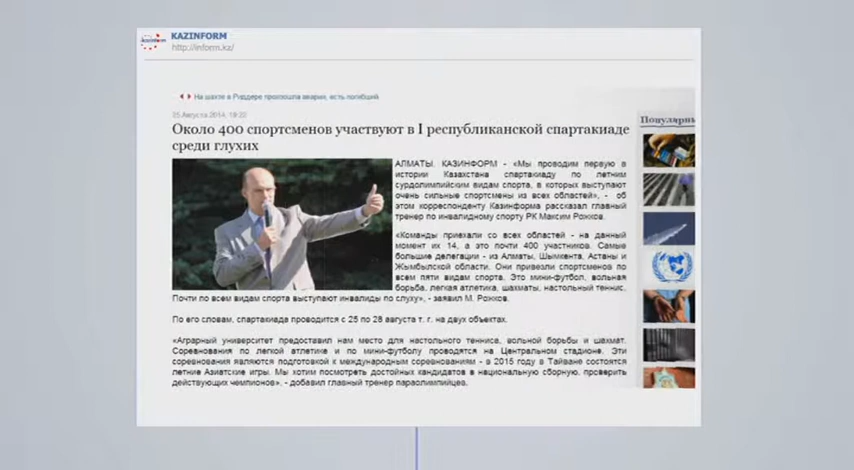 KAZINFORM
http://inform.kz/
На шахте в Риддере произошла авария, есть погибший
25 Августа 2014, 18:22
Около 400 спортсменов участвуют в I республиканской спартакиаде
среди глухих
Популярны
АЛМАТЫ. КАЗИНФОРМ - «Мы проводим первую в
истории Казахстана спартакиаду по летним
сурдолимпийским видам спорта, в которых выступают
очень сильные спортсмены из всех областей», - об
этом корреспонденту Казинформа рассказал главный
тренер по инвалидному спорту РК Максим Рожков.
«Команды приехали со всех областей - на данный
момент их 14, а это почти 400 участников. Самые
большие делегации - из Алматы, Шымкента, Астаны и
Жымбылской области. Они привезли спортсменов по
всем пяти видам спорта. Это мини-футбол, вольная
борьба, легкая атлетика, шахматы, настольный теннис.
Почти по всем видам спорта выступают инвалиды по слуху», - заявил М. Рожков.
По его словам, спартакиада проводится с 25 по 28 августа т. г. на двух объектах.
«Аграрный университет предоставил нам место для настольного тенниса, вольной борьбы и шахмат.
Соревнования по легкой атлетике и по мини-футболу проводятся на Центральном стадионе. Эти
соревнования являются подготовкой к международным соревнованиям - в 2015 году в Тайване состоятся
летние Азиатские игры. Мы хотим посмотреть достойных кандидатов в национальную сборную, проверить
действующих чемпионов», - добавил главный тренер параолимпийцев.